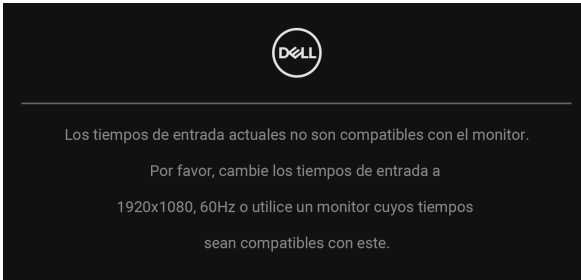 DELL
Los tiempos de entrada actuales no son compatibles con el monitor.
Por favor, cambie los tiempos de entrada a
1920x1080, 60Hz o utilice un monitor cuyos tiempos
sean compatibles con este.